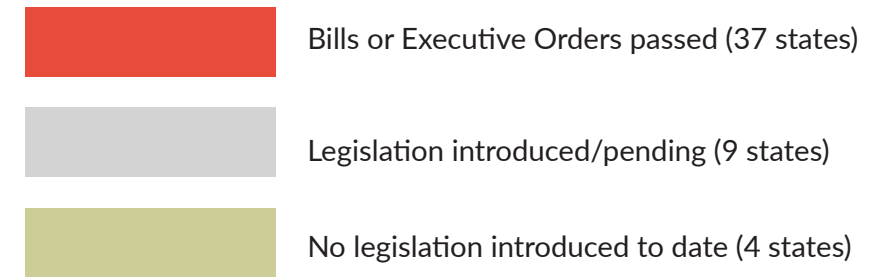 Bills or Executive Orders passed (37 states)
Legislation introduced/pending (9 states)
No legislation introduced to date (4 states)